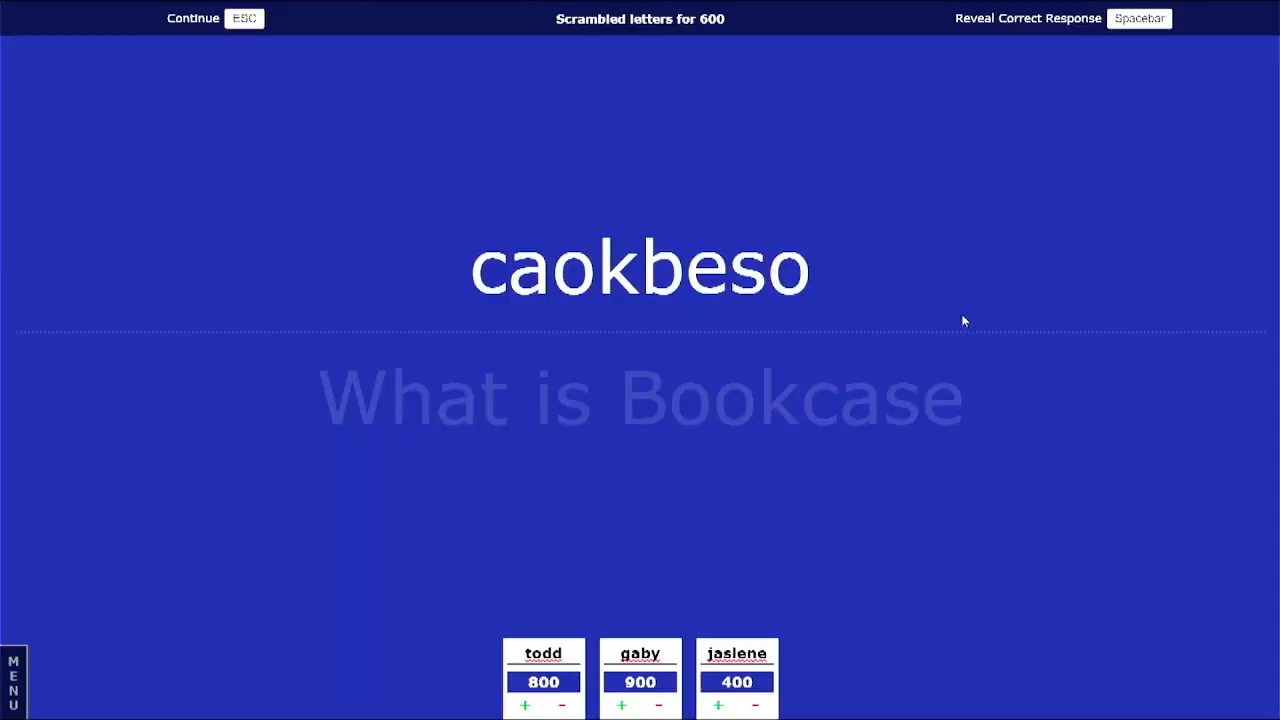 Continue ESC Scrambled letters for 600 Reveal Correct Response Spacebar
caokbeso
What is Bookcase
MENU
todd gaby jaslene
800 900 400
+ - + - + -